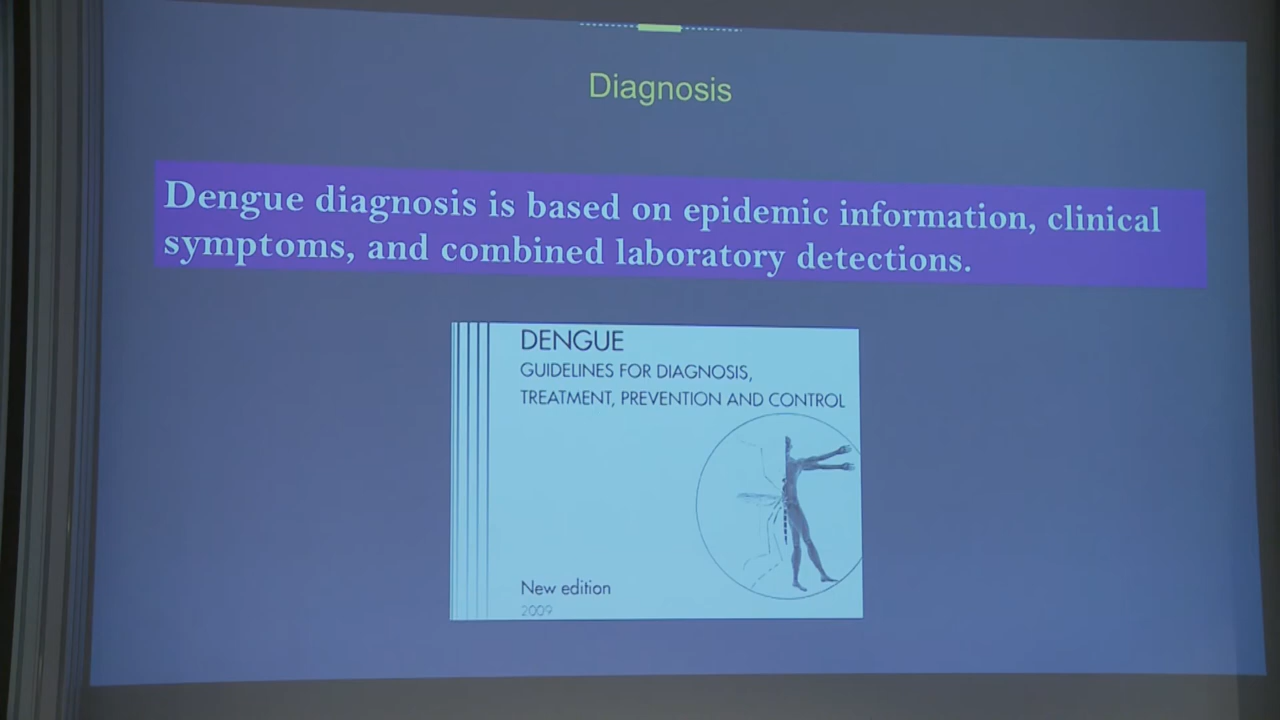 Diagnosis
Dengue diagnosis is based on epidemic information, clinical
symptoms, and combined laboratory detections.
DENGUE
GUIDELINES FOR DIAGNOSIS,
TREATMENT, PREVENTION AND CONTROL
New edition
2009